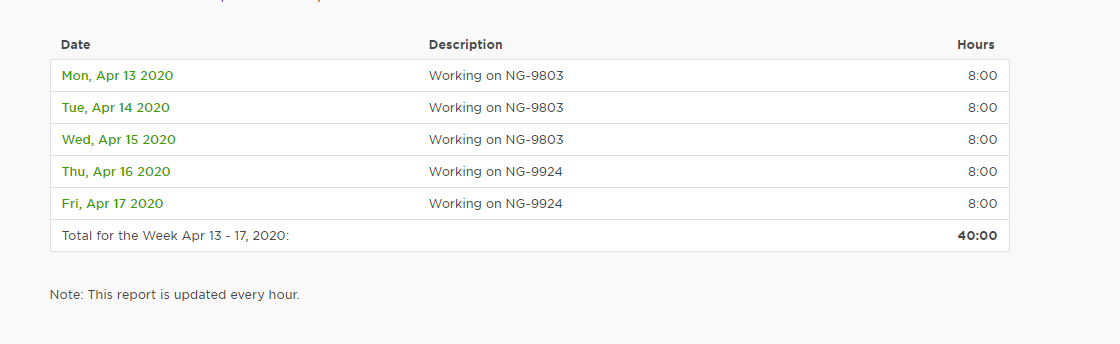 Date Description Hours
Mon, Apr 13 2020 Working on NG-9803 8:00
Tue, Apr 14 2020 Working on NG-9803 8:00
Wed, Apr 15 2020 Working on NG-9803 8:00
Thu, Apr 16 2020 Working on NG-9924 8:00
Fri, Apr 17 2020 Working on NG-9924 8:00
Total for the Week Apr 13 - 17, 2020: 40:00
Note: This report is updated every hour.